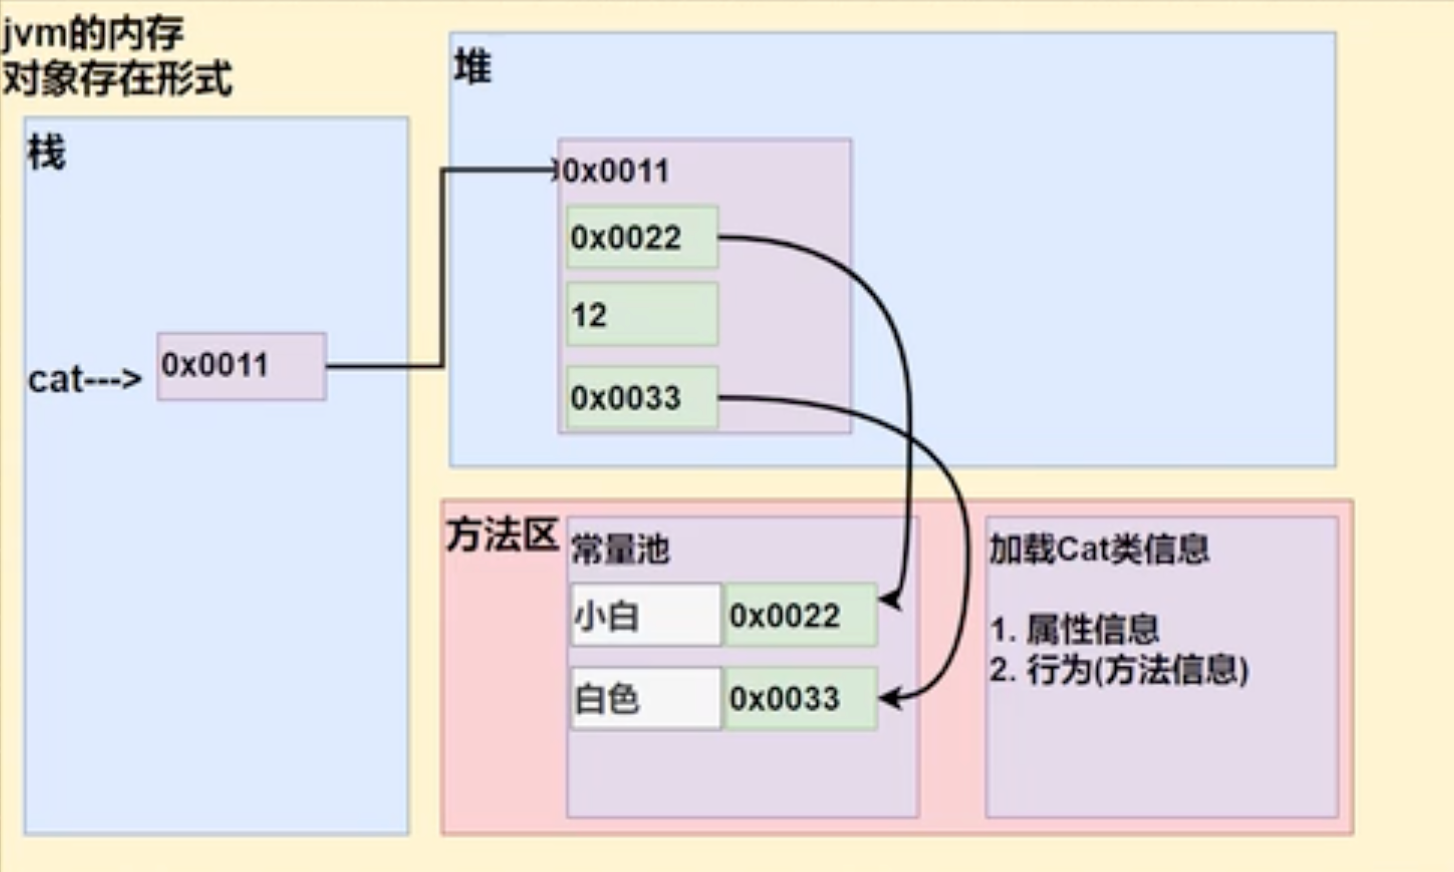 jvm的内存
对象存在形式
栈
cat--->
0x0011
堆
0x0011
0x0022
12
0x0033
方法区
常量池
小白
0x0022
白色
0x0033
加载Cat类信息
1. 属性信息
2. 行为(方法信息)